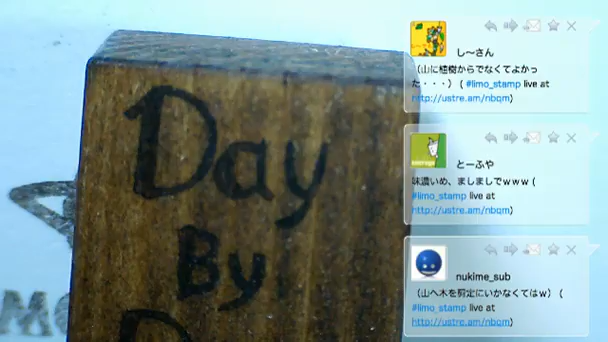 Day
By
しーさん
（山に植樹からでなくてよかっ
た・・・） ( #limo_stamp live at
http://ustre.am/nbqm)
とーふや
味濃いめ、ましましでｗｗｗ (
#limo_stamp live at
http://ustre.am/nbqm)
nukime_sub
（山へ木を剪定にいかなくてはｗ） (
#limo_stamp live at
http://ustre.am/nbqm)